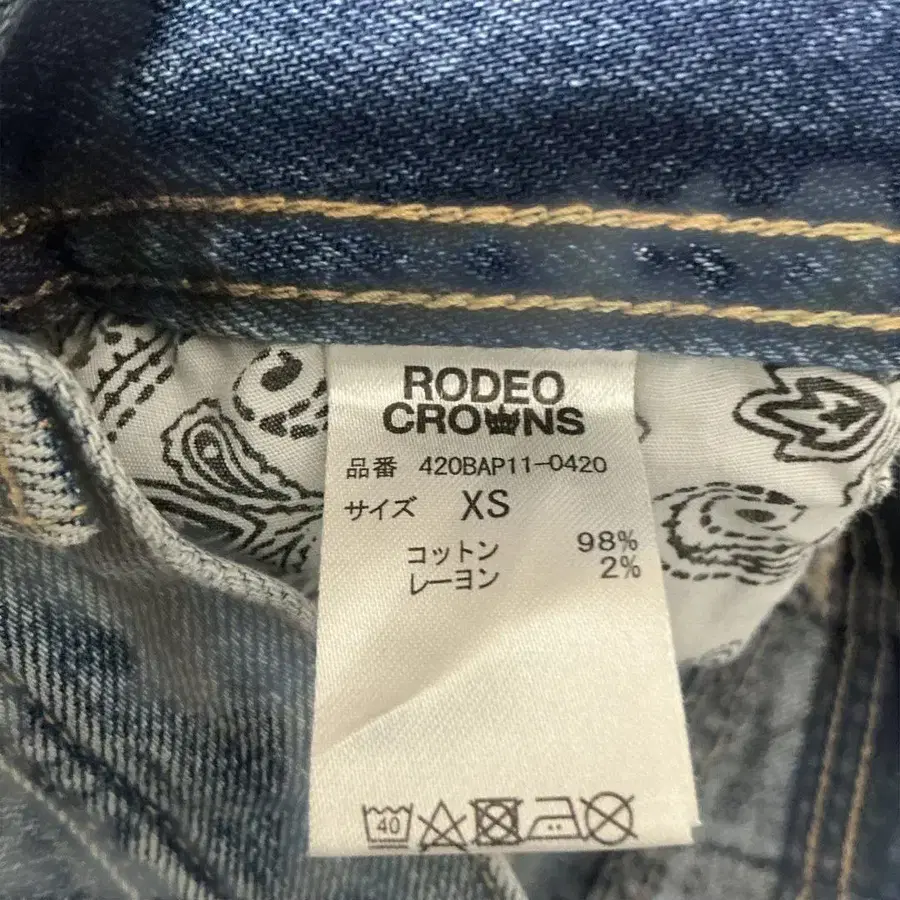 RODEO
CROWNS
品番 420BAP11-0420
サイズ XS
コットン 98%
レーヨン 2%
40